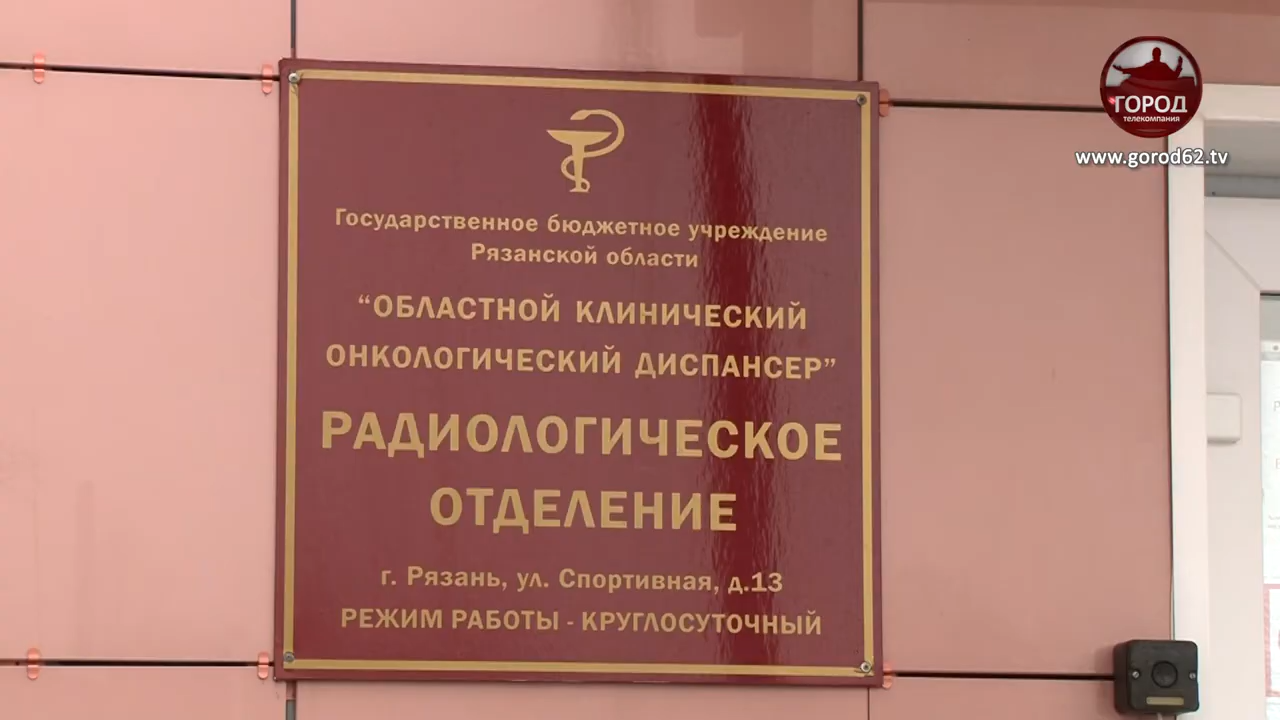 ГОРОД
телекомпания
www.gorod62.tv
Государственное бюджетное учреждение
Рязанской области
“ОБЛАСТНОЙ КЛИНИЧЕСКИЙ
ОНКОЛОГИЧЕСКИЙ ДИСПАНСЕР”
РАДИОЛОГИЧЕСКОЕ
ОТДЕЛЕНИЕ
г. Рязань, ул. Спортивная, д.13
РЕЖИМ РАБОТЫ - КРУГЛОСУТОЧНЫЙ